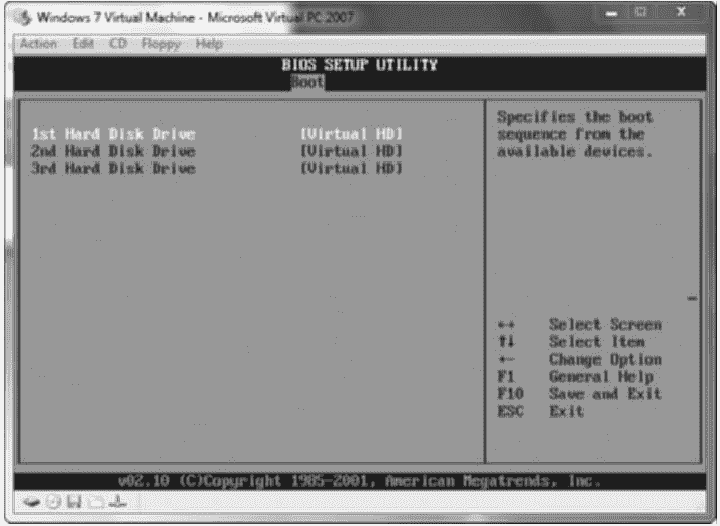 Windows 7 Virtual Machine - Microsoft Virtual PC 2007
Action Edit CD Floppy Help
BIOS SETUP UTILITY
Boot
1st Hard Disk Drive [Virtual HD]
2nd Hard Disk Drive [Virtual HD]
3rd Hard Disk Drive [Virtual HD]
Specifies the boot
sequence from the
available devices.
↔ Select Screen
↑↓ Select Item
←─ Change Option
F1 General Help
F10 Save and Exit
ESC Exit
v02.10 (C)Copyright 1985-2001, American Megatrends, Inc.